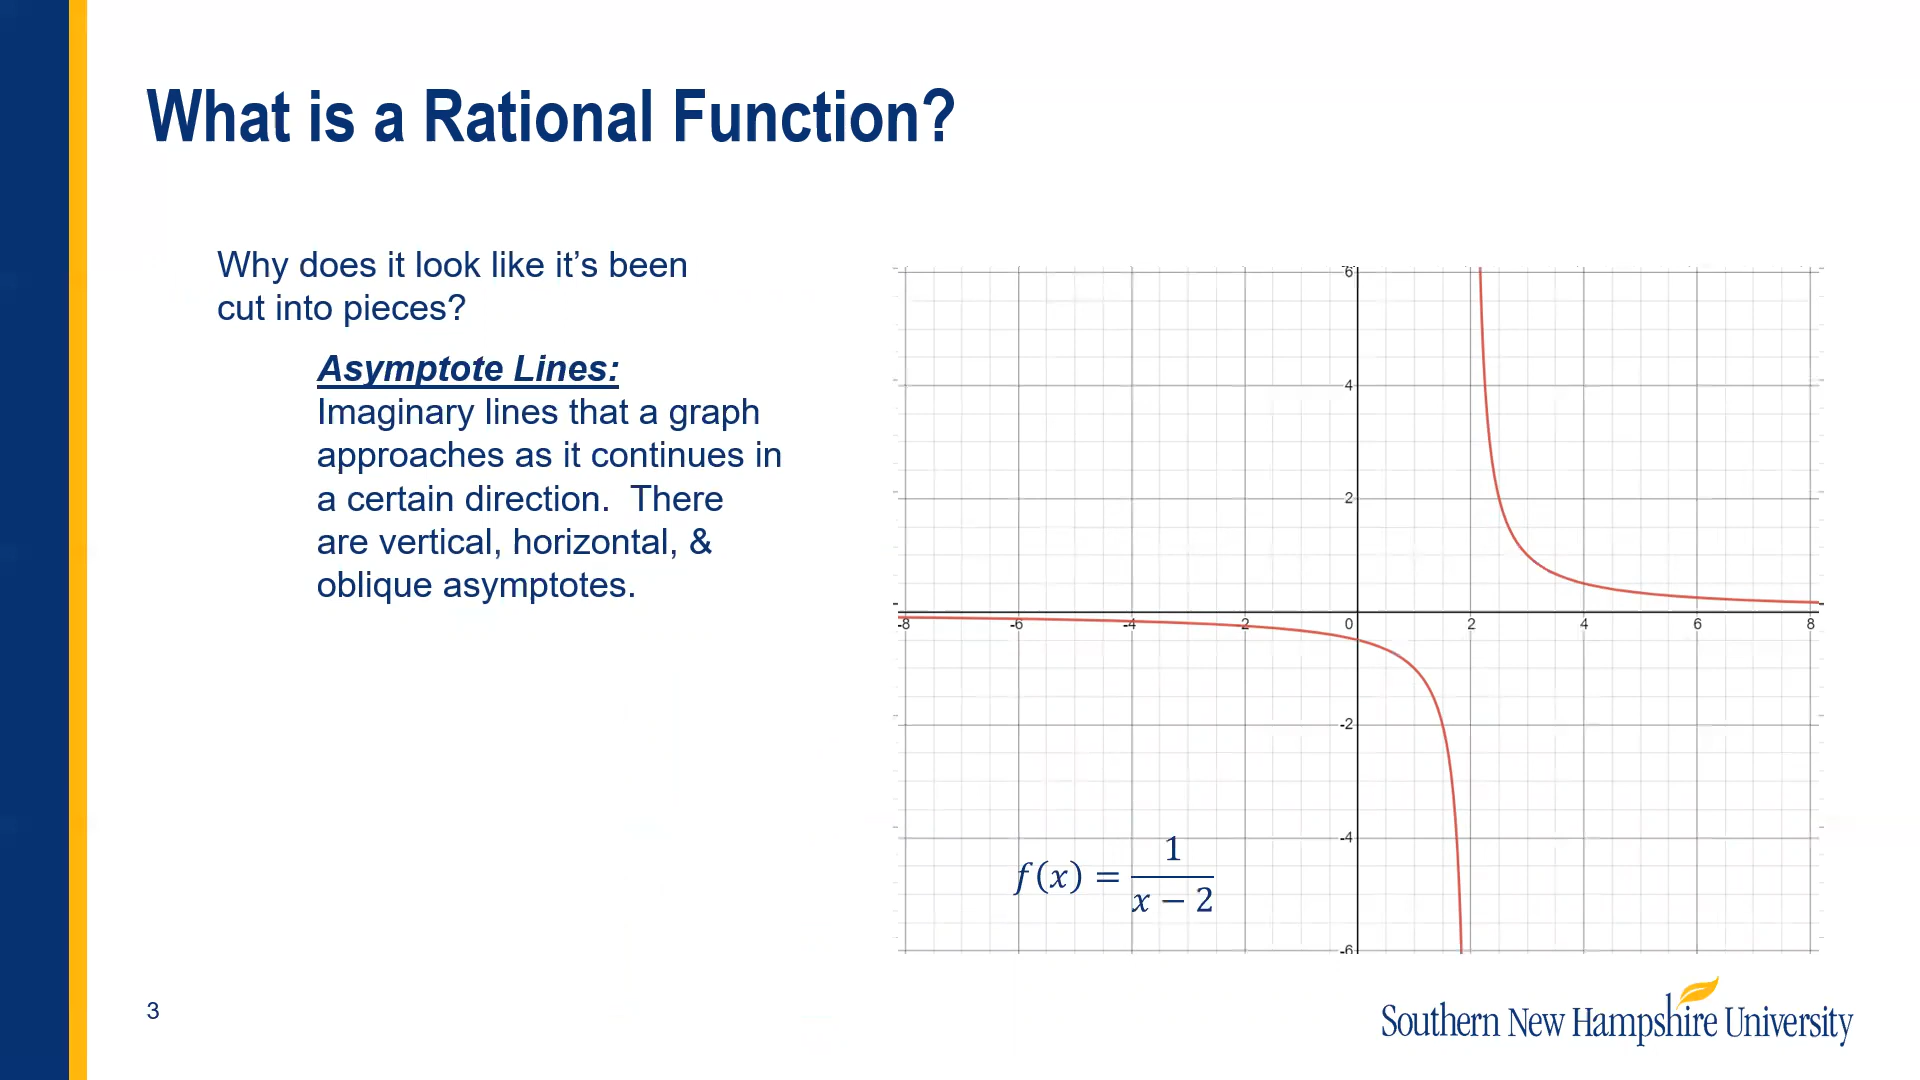 What is a Rational Function?
Why does it look like it’s been
cut into pieces?
Asymptote Lines:
Imaginary lines that a graph
approaches as it continues in
a certain direction.  There
are vertical, horizontal, &
oblique asymptotes.
6
4
2
-8 -6 -4 -2 0 2 4 6 8
-2
-4
-6
f(x) = 1/(x − 2)
3
Southern New Hampshire University